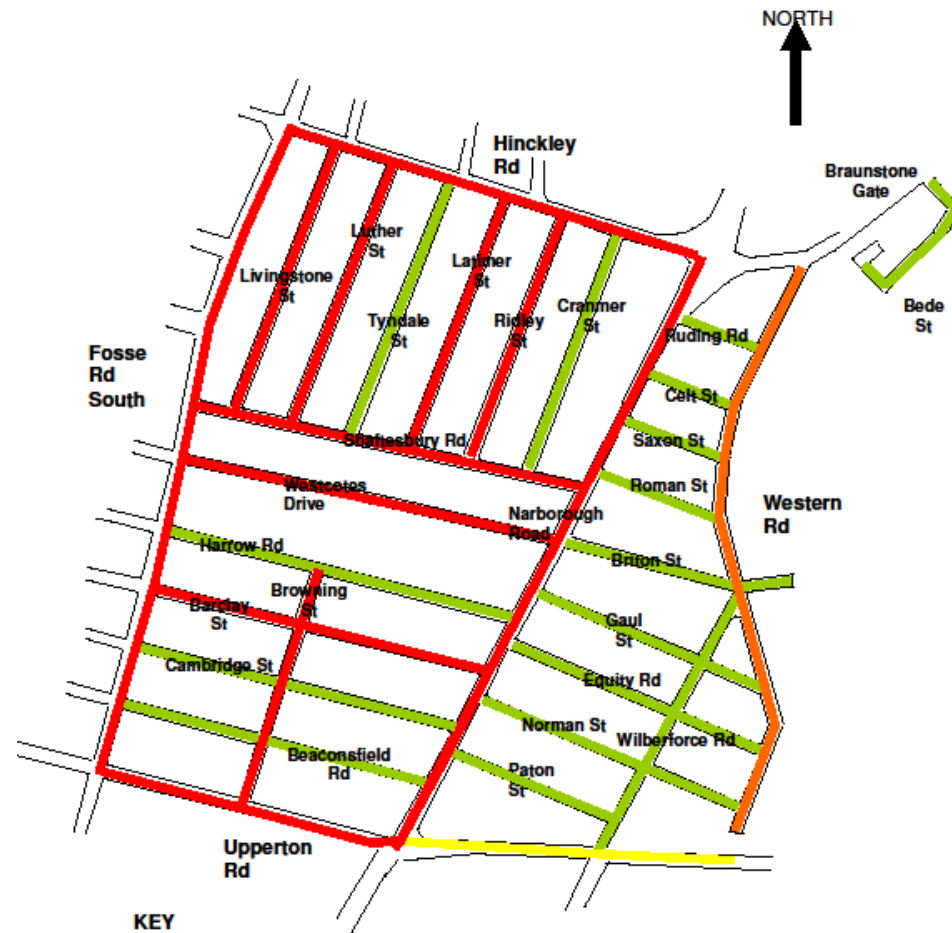 NORTH
Hinckley
Rd
Braunstone
Gate
Luther
St
Livingstone
St
Latimer
St
Tyndale
St
Ridley
St
Cranmer
St
Bede
St
Ruding Rd
Fosse
Rd
South
Celt St
Shaftesbury Rd
Saxon St
Westcotes
Drive
Roman St
Narborough
Road
Western
Rd
Harrow Rd
Briton St
Browning
St
Barclay
St
Gaul
St
Cambridge St
Equity Rd
Norman St
Wilberforce Rd
Beaconsfield
Rd
Paton
St
Upperton
Rd
KEY